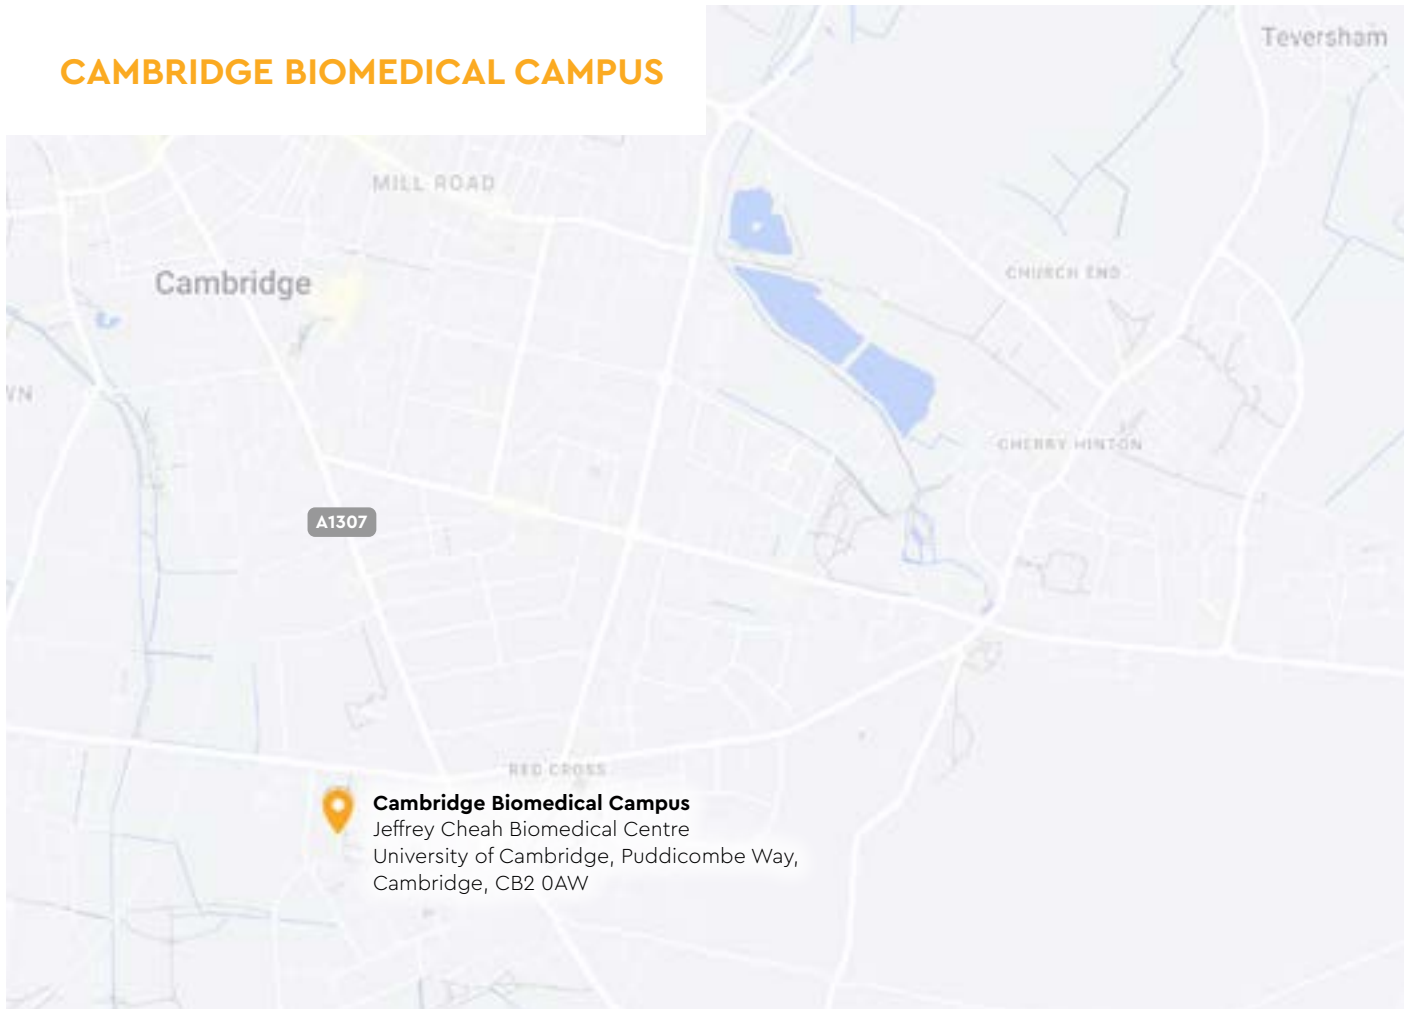 CAMBRIDGE BIOMEDICAL CAMPUS
Teversham
MILL ROAD
CHURCH END
Cambridge
WN
CHERRY HINTON
A1307
RED CROSS
Cambridge Biomedical Campus
Jeffrey Cheah Biomedical Centre
University of Cambridge, Puddicombe Way,
Cambridge, CB2 0AW